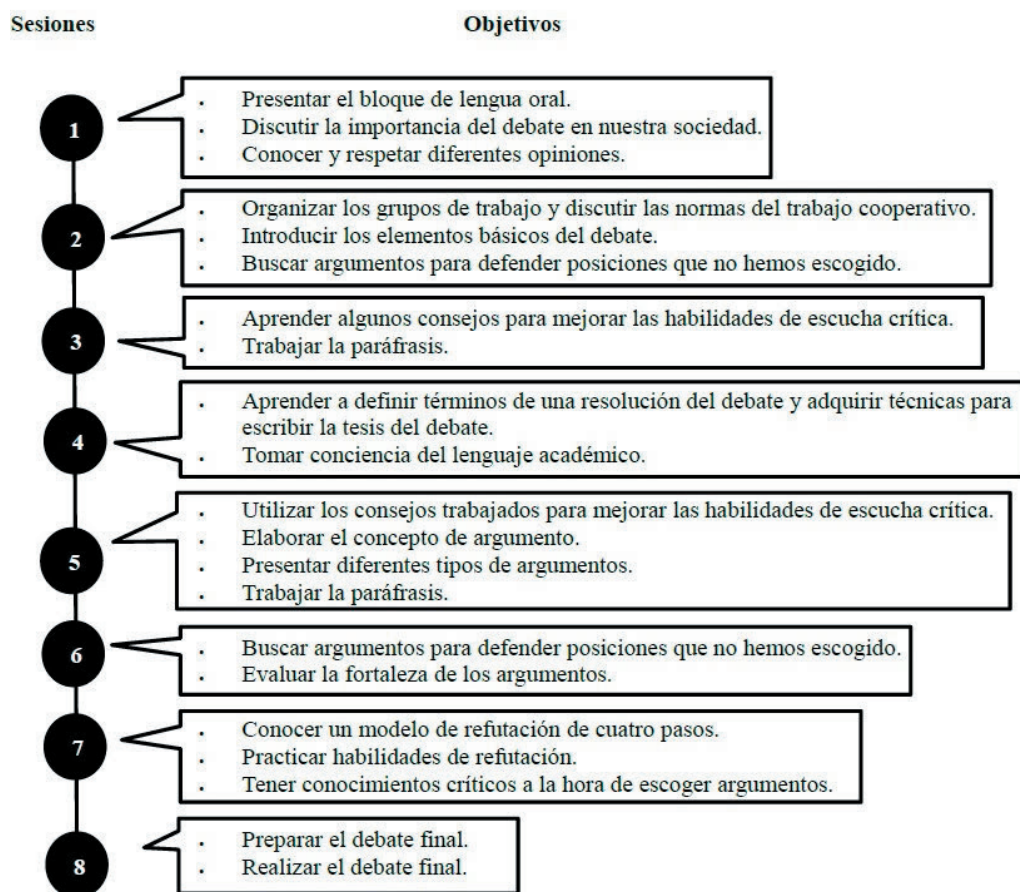 Sesiones Objetivos
1
. Presentar el bloque de lengua oral.
. Discutir la importancia del debate en nuestra sociedad.
. Conocer y respetar diferentes opiniones.
2
. Organizar los grupos de trabajo y discutir las normas del trabajo cooperativo.
. Introducir los elementos básicos del debate.
. Buscar argumentos para defender posiciones que no hemos escogido.
3
. Aprender algunos consejos para mejorar las habilidades de escucha crítica.
. Trabajar la paráfrasis.
4
. Aprender a definir términos de una resolución del debate y adquirir técnicas para
escribir la tesis del debate.
. Tomar conciencia del lenguaje académico.
5
. Utilizar los consejos trabajados para mejorar las habilidades de escucha crítica.
. Elaborar el concepto de argumento.
. Presentar diferentes tipos de argumentos.
. Trabajar la paráfrasis.
6
. Buscar argumentos para defender posiciones que no hemos escogido.
. Evaluar la fortaleza de los argumentos.
7
. Conocer un modelo de refutación de cuatro pasos.
. Practicar habilidades de refutación.
. Tener conocimientos críticos a la hora de escoger argumentos.
8
. Preparar el debate final.
. Realizar el debate final.